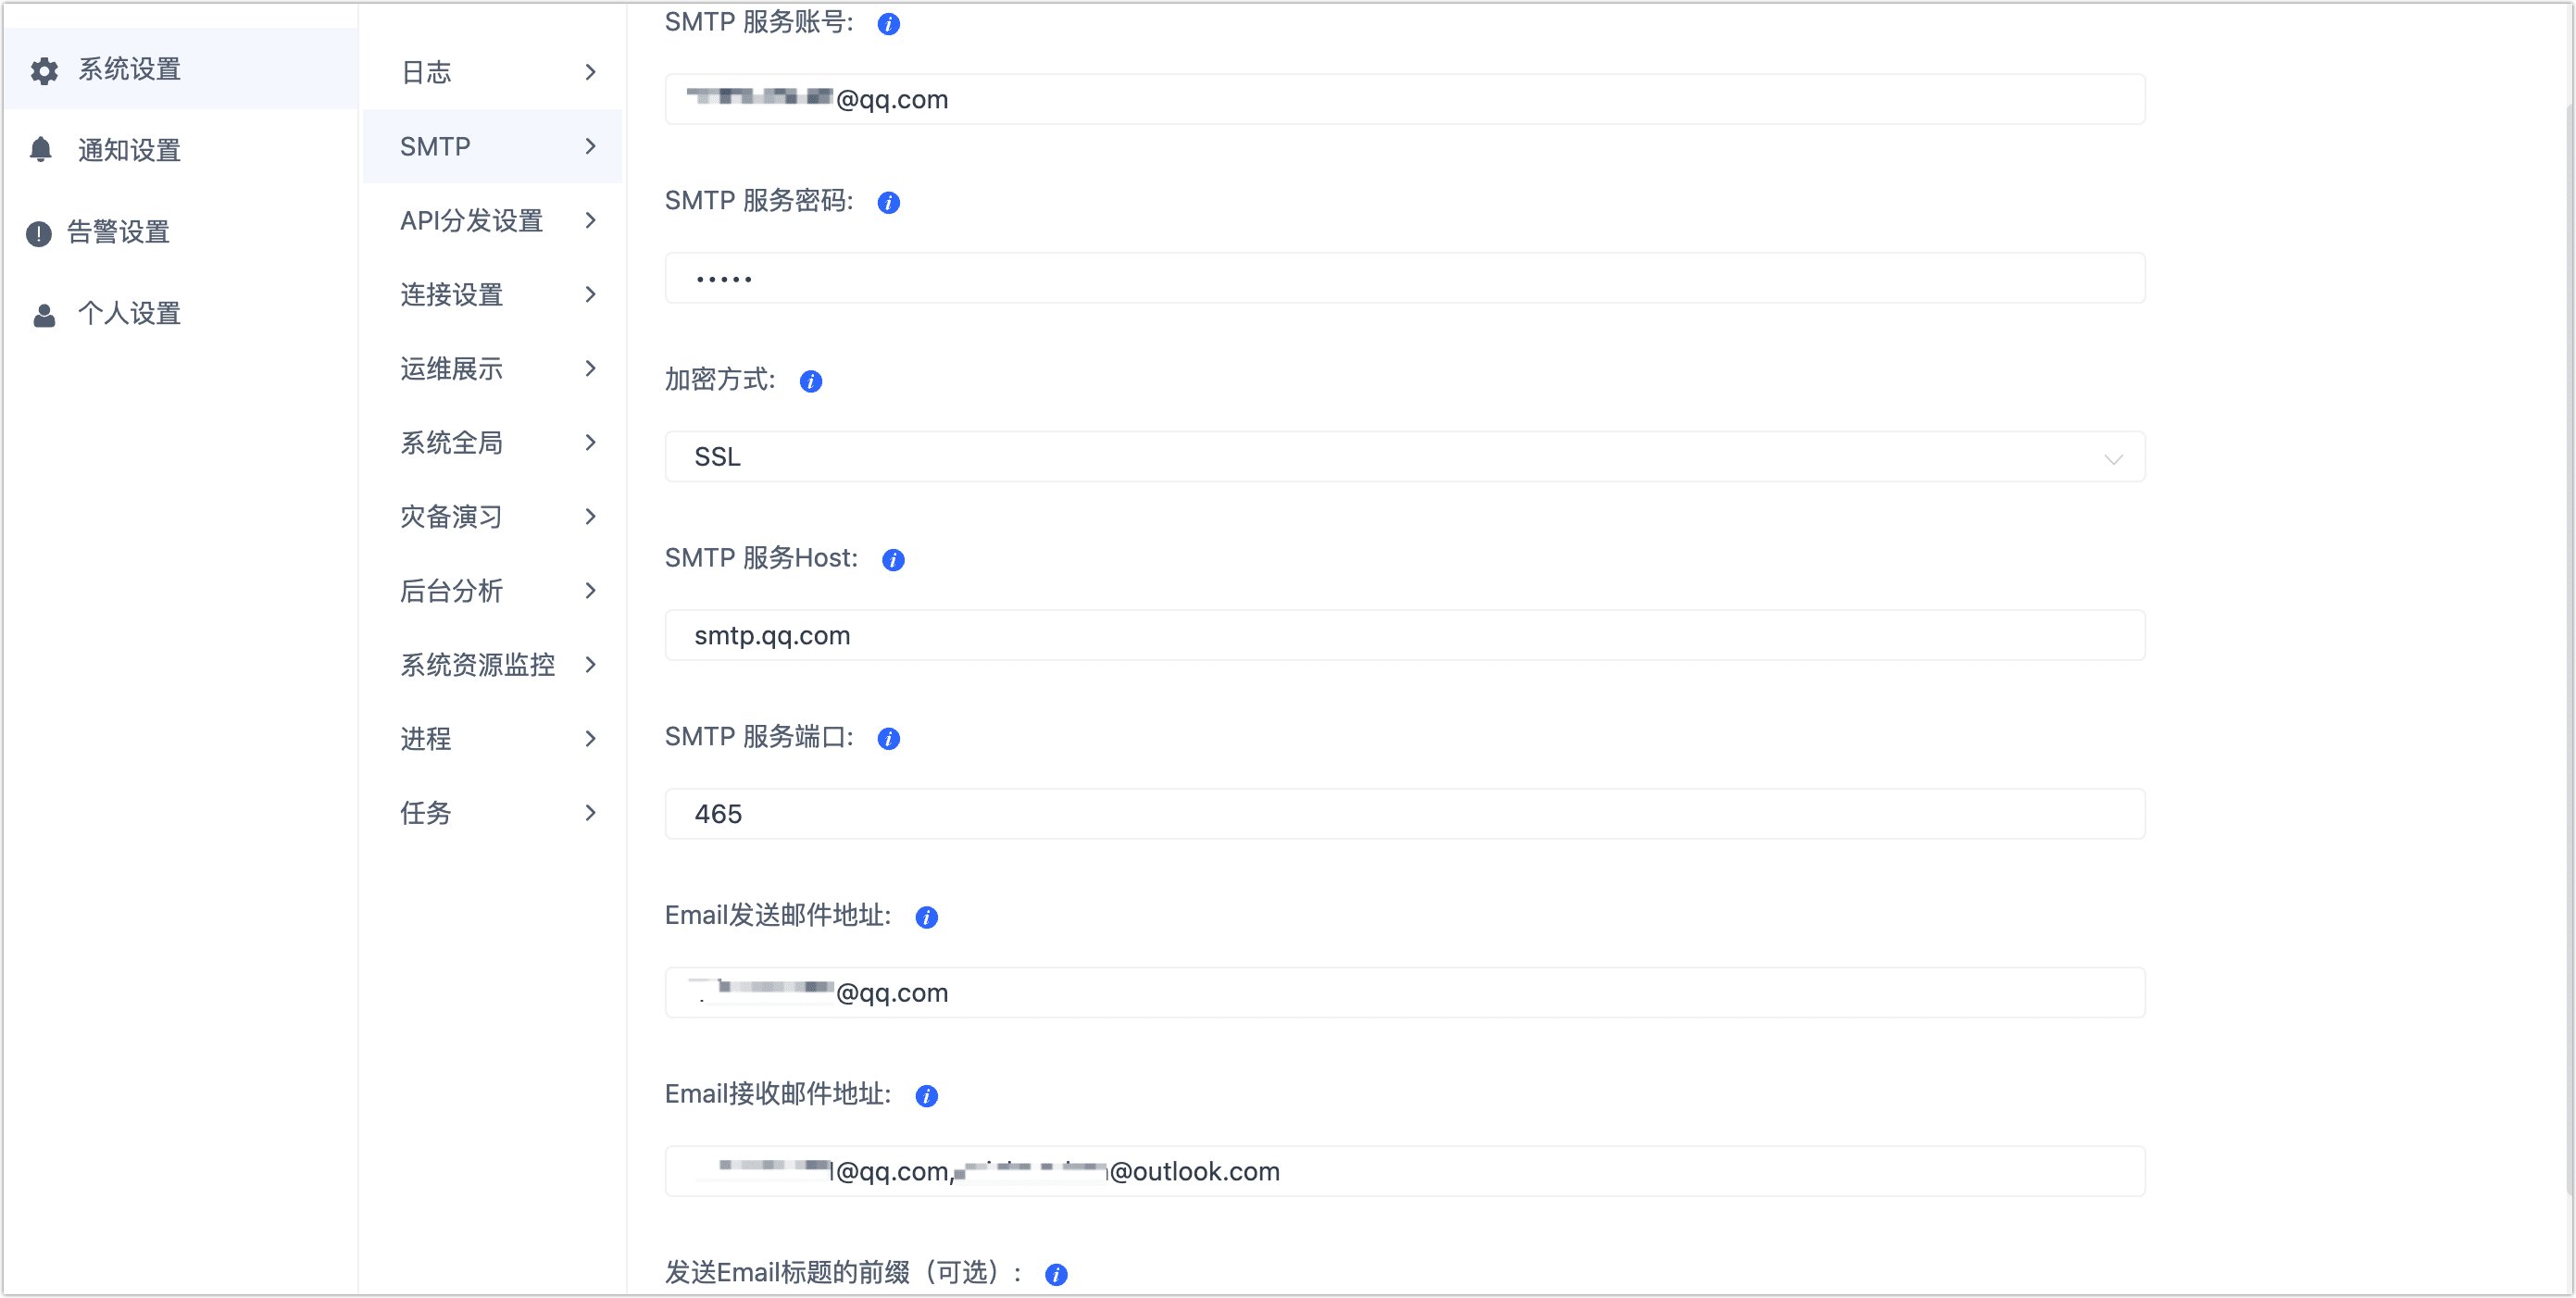 系统设置
通知设置
告警设置
个人设置
日志
SMTP
API分发设置
连接设置
运维展示
系统全局
灾备演习
后台分析
系统资源监控
进程
任务
SMTP 服务账号:
@qq.com
SMTP 服务密码:
•••••
加密方式:
SSL
SMTP 服务Host:
smtp.qq.com
SMTP 服务端口:
465
Email发送邮件地址:
@qq.com
Email接收邮件地址:
@qq.com, @outlook.com
发送Email标题的前缀（可选）: